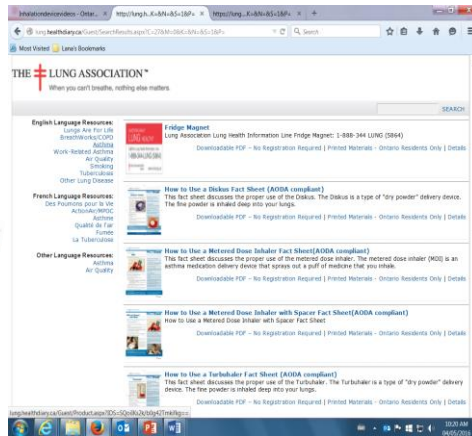 Inhalationdevicevideos - Ontar...
http://lung.h...K=&N=&S=1&P=
https://lung...K=&N=&S=1&P=
lung.healthdiary.ca/Guest/SearchResults.aspx?C=27&M=0&K=&N=&S=1&P=
Search
Most Visited Lena's Bookmarks
THE LUNG ASSOCIATION™
When you can't breathe, nothing else matters.
SEARCH
English Language Resources:
Lungs Are For Life
BreathWorks/COPD
Asthma
Work-Related Asthma
Air Quality
Smoking
Tuberculosis
Other Lung Disease
French Language Resources:
Des Poumons pour la Vie
ActionAir/MPOC
Asthme
Qualité de l'air
Fumée
La Tuberculose
Other Language Resources:
Asthma
Air Quality
Fridge Magnet
Lung Association Lung Health Information Line Fridge Magnet: 1-888-344 LUNG (5864)
Downloadable PDF - No Registration Required | Printed Materials - Ontario Residents Only | Details
How to Use a Diskus Fact Sheet (AODA compliant)
This fact sheet discusses the proper use of the Diskus. The Diskus is a type of "dry powder" delivery device.
The fine powder is inhaled deep into your lungs.
Downloadable PDF - No Registration Required | Printed Materials - Ontario Residents Only | Details
How to Use a Metered Dose Inhaler Fact Sheet(AODA compliant)
This fact sheet discusses the proper use of the metered dose inhaler. The metered dose inhaler (MDI) is an
asthma medication delivery device that sprays out a puff of medicine that you inhale.
Downloadable PDF - No Registration Required | Printed Materials - Ontario Residents Only | Details
How to Use a Metered Dose Inhaler with Spacer Fact Sheet(AODA compliant)
How to Use a Metered Dose Inhaler with Spacer Fact Sheet
Downloadable PDF - No Registration Required | Printed Materials - Ontario Residents Only | Details
How to Use a Turbuhaler Fact Sheet (AODA compliant)
This fact sheet discusses the proper use of the Turbuhaler. The Turbuhaler is a type of "dry powder" delivery
device. The fine powder is inhaled deep into your lungs.
Downloadable PDF - No Registration Required | Printed Materials - Ontario Residents Only | Details
10:20 AM
04/05/2016